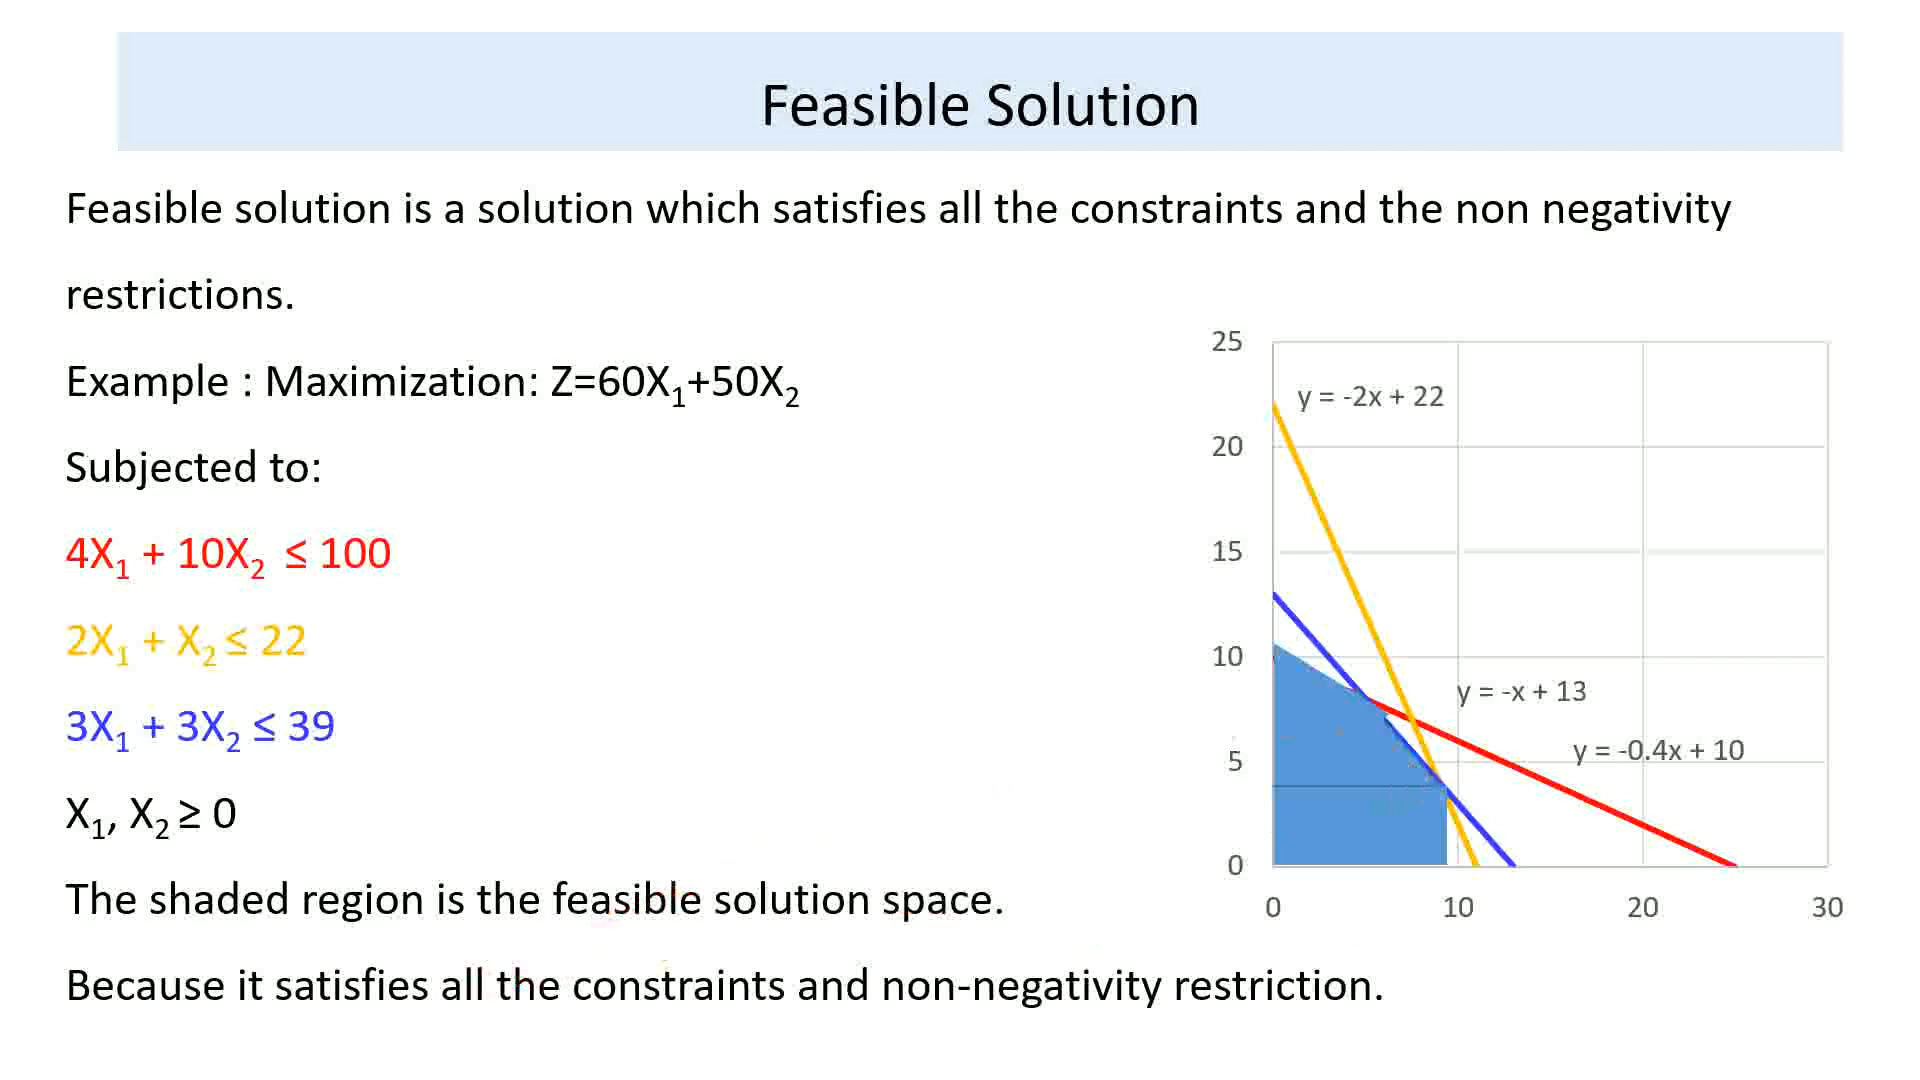 Feasible Solution
Feasible solution is a solution which satisfies all the constraints and the non negativity
restrictions.
Example : Maximization: Z=60X₁+50X₂
Subjected to:
4X₁ + 10X₂ ≤ 100
2X₁ + X₂ ≤ 22
3X₁ + 3X₂ ≤ 39
X₁, X₂ ≥ 0
The shaded region is the feasible solution space.
Because it satisfies all the constraints and non-negativity restriction.
25
y = -2x + 22
20
15
10
y = -x + 13
5
y = -0.4x + 10
0
0 10 20 30